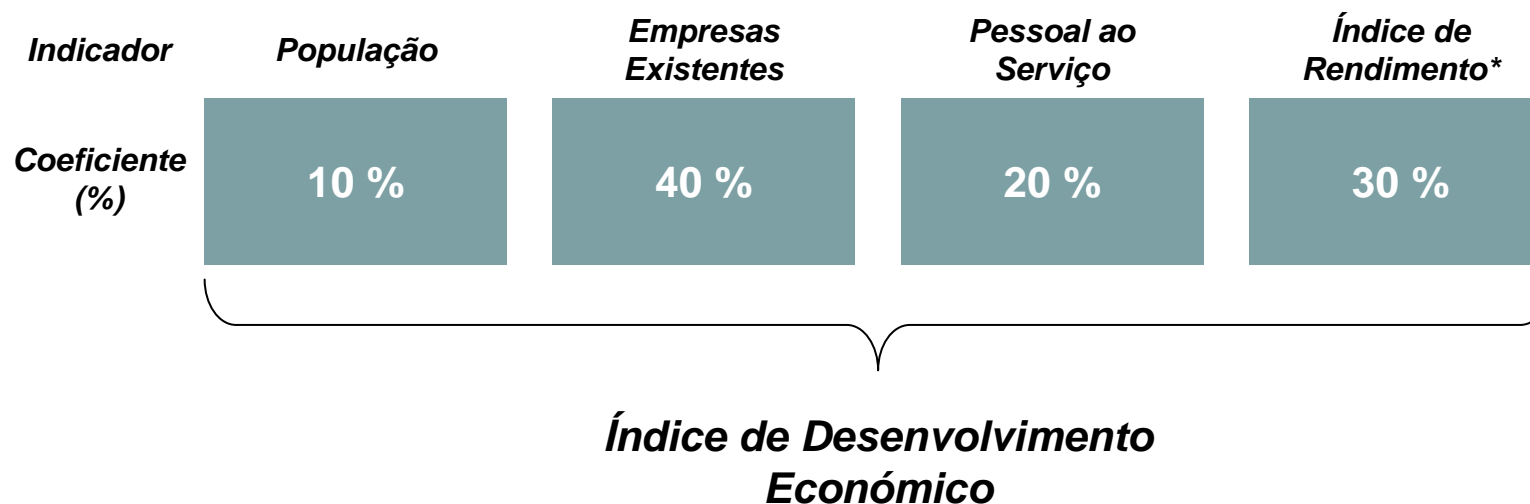 Indicador
População
Empresas
Existentes
Pessoal ao
Serviço
Índice de
Rendimento*
Coeficiente
(%)
10 %
40 %
20 %
30 %
Índice de Desenvolvimento
Económico